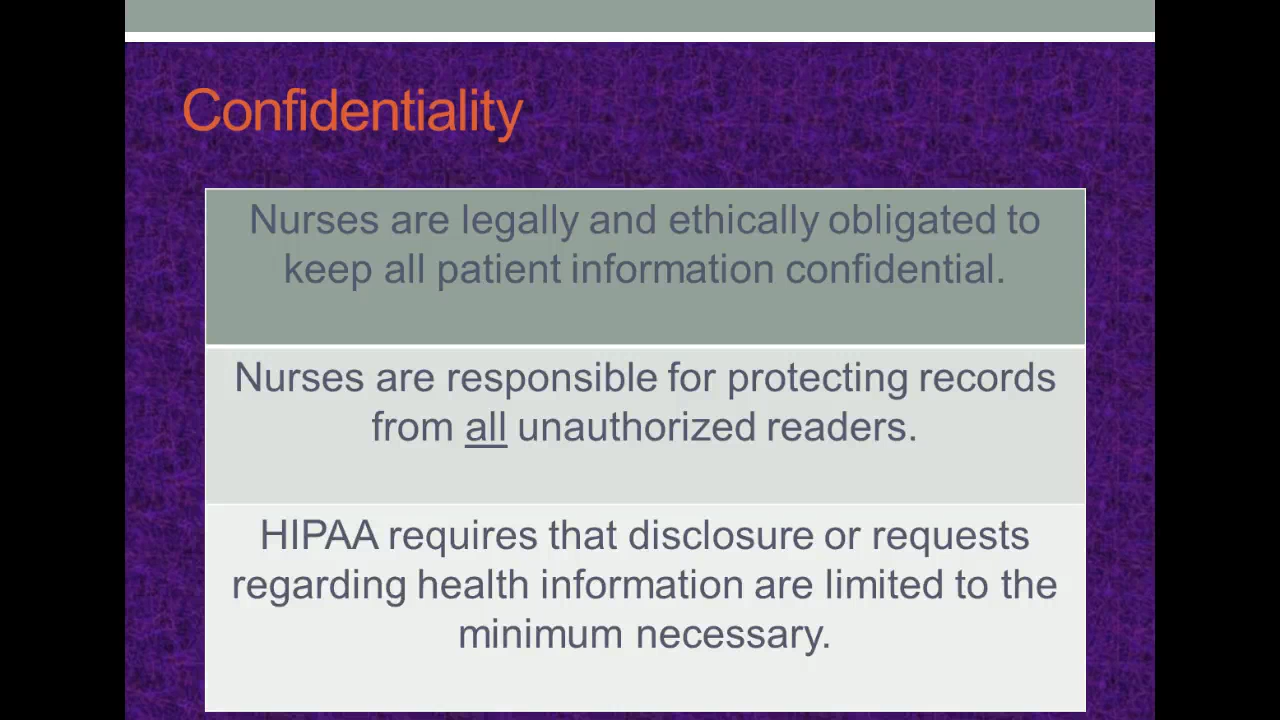 Confidentiality
Nurses are legally and ethically obligated to
keep all patient information confidential.
Nurses are responsible for protecting records
from all unauthorized readers.
HIPAA requires that disclosure or requests
regarding health information are limited to the
minimum necessary.